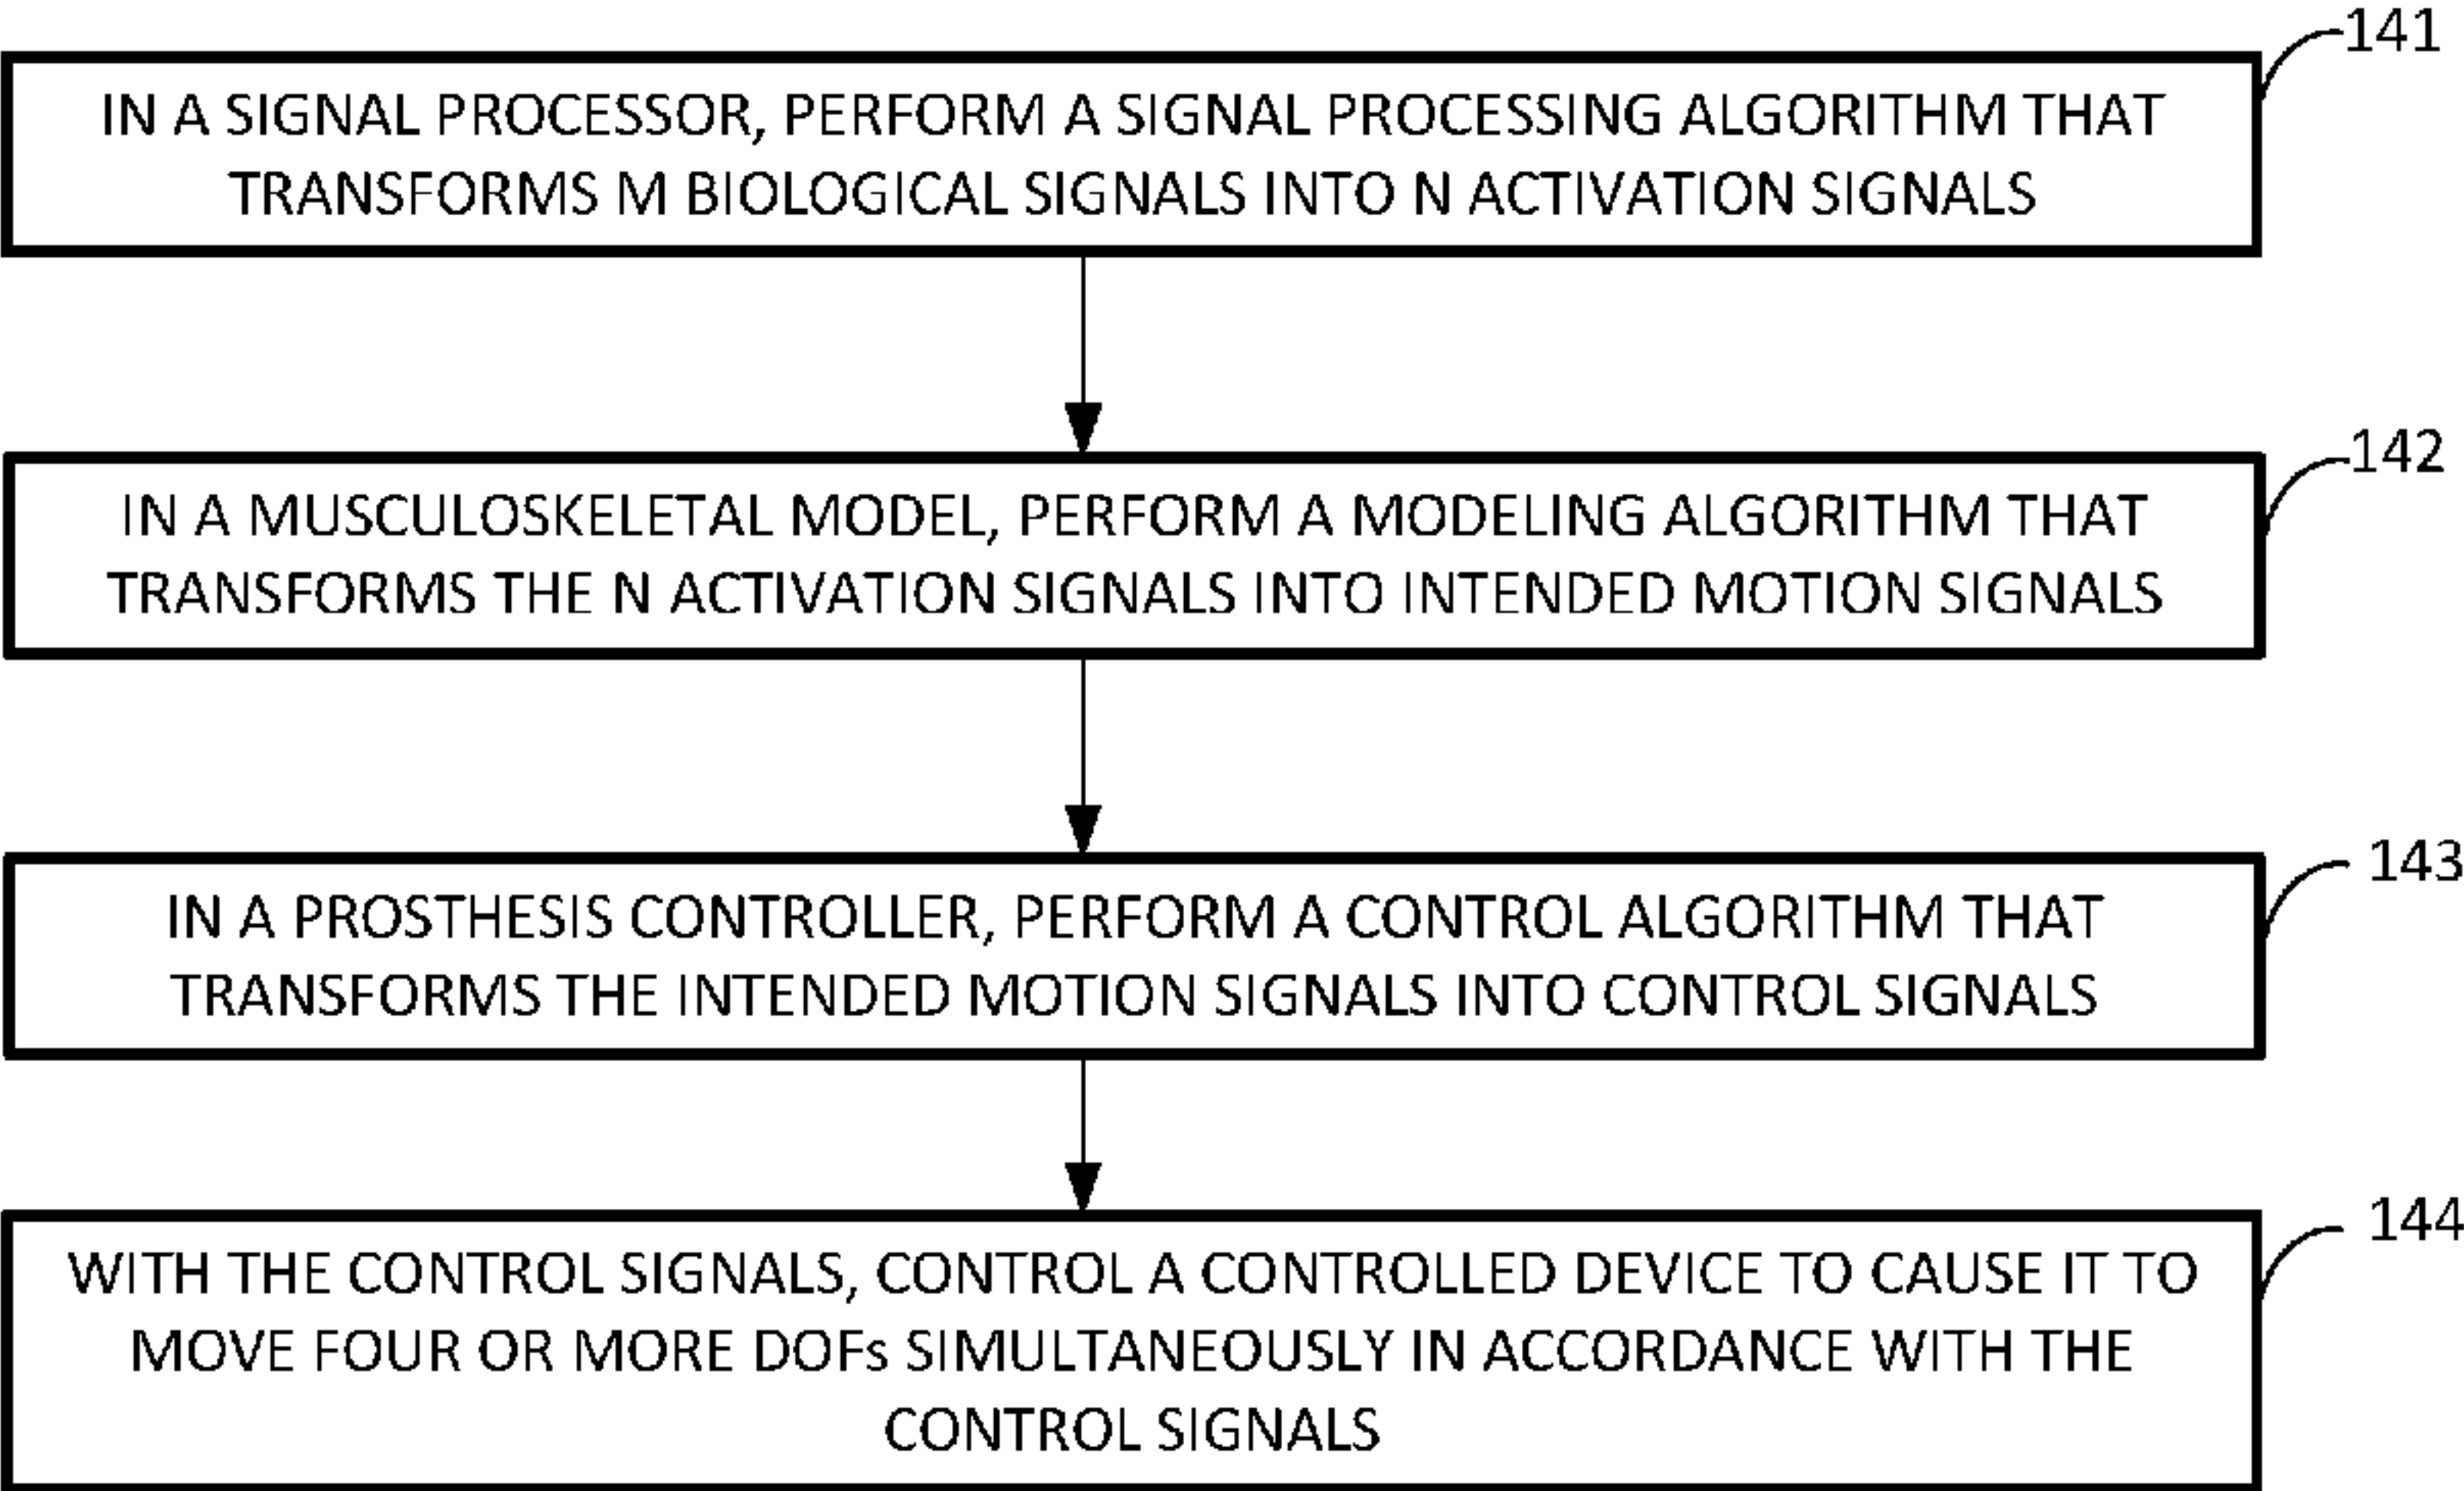 141
IN A SIGNAL PROCESSOR, PERFORM A SIGNAL PROCESSING ALGORITHM THAT
TRANSFORMS M BIOLOGICAL SIGNALS INTO N ACTIVATION SIGNALS
142
IN A MUSCULOSKELETAL MODEL, PERFORM A MODELING ALGORITHM THAT
TRANSFORMS THE N ACTIVATION SIGNALS INTO INTENDED MOTION SIGNALS
143
IN A PROSTHESIS CONTROLLER, PERFORM A CONTROL ALGORITHM THAT
TRANSFORMS THE INTENDED MOTION SIGNALS INTO CONTROL SIGNALS
144
WITH THE CONTROL SIGNALS, CONTROL A CONTROLLED DEVICE TO CAUSE IT TO
MOVE FOUR OR MORE DOFs SIMULTANEOUSLY IN ACCORDANCE WITH THE
CONTROL SIGNALS